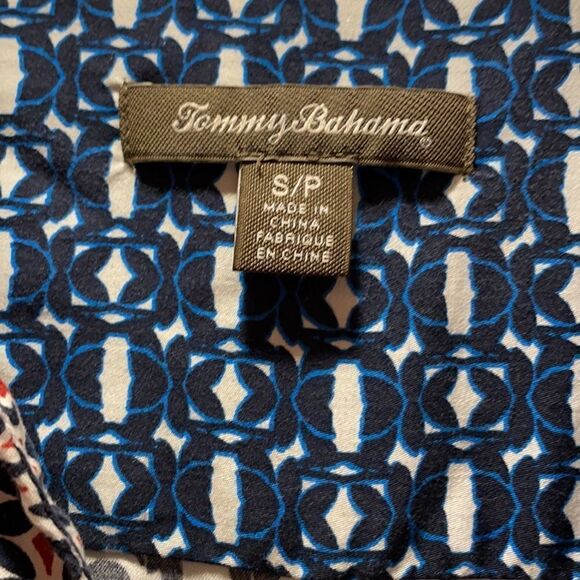 Tommy Bahama®
S/P
MADE IN
CHINA
FABRIQUE
EN CHINE